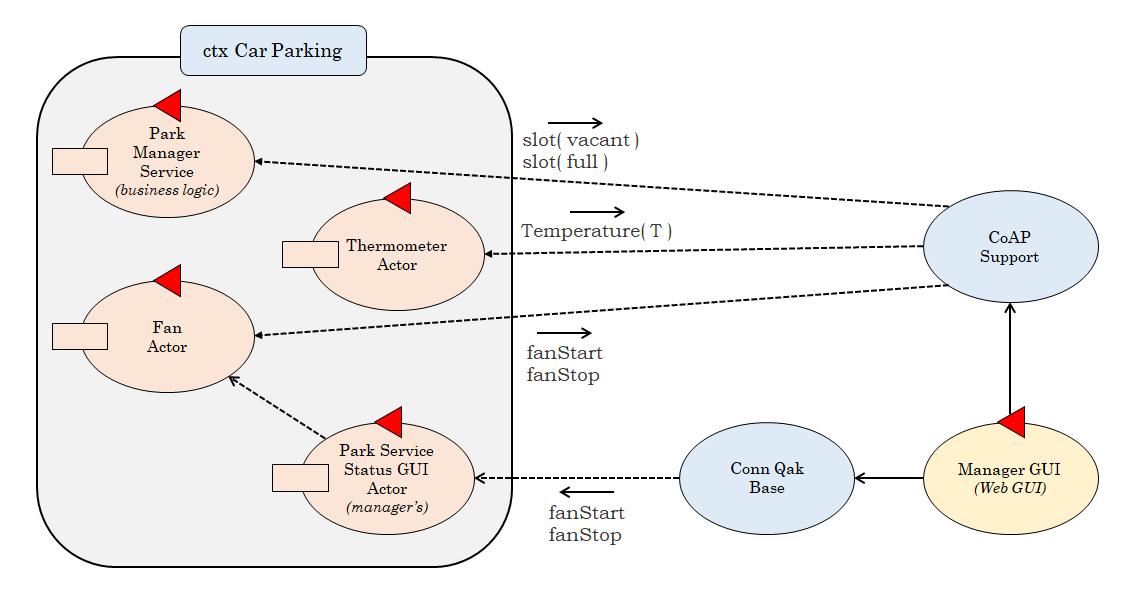 ctx Car Parking
Park
Manager
Service
(business logic)
slot( vacant )
slot( full )
Thermometer
Actor
Temperature( T )
CoAP
Support
Fan
Actor
fanStart
fanStop
Park Service
Status GUI
Actor
(manager's)
Conn Qak
Base
Manager GUI
(Web GUI)
fanStart
fanStop